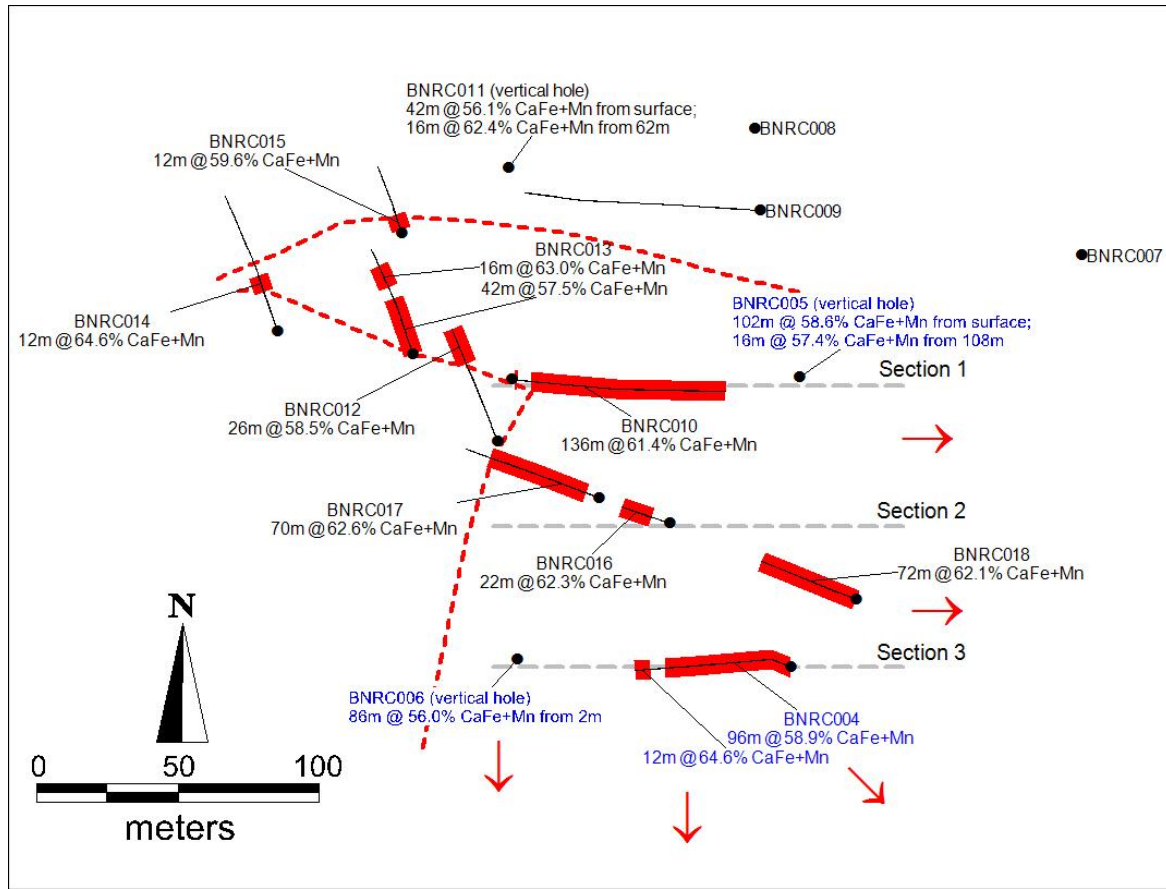 BNRC011 (vertical hole)
42m @56.1% CaFe+Mn from surface;
16m @62.4% CaFe+Mn from 62m
BNRC008
BNRC015
12m @59.6% CaFe+Mn
BNRC009
BNRC013
16m @63.0% CaFe+Mn
42m @57.5% CaFe+Mn
BNRC007
BNRC014
12m @64.6% CaFe+Mn
BNRC005 (vertical hole)
102m @ 58.6% CaFe+Mn from surface;
16m @ 57.4% CaFe+Mn from 108m
Section 1
BNRC012
26m @58.5% CaFe+Mn
BNRC010
136m @61.4% CaFe+Mn
Section 2
BNRC017
70m @62.6% CaFe+Mn
BNRC016
22m @62.3% CaFe+Mn
BNRC018
72m @62.1% CaFe+Mn
N
Section 3
BNRC006 (vertical hole)
86m @ 56.0% CaFe+Mn from 2m
BNRC004
96m @58.9% CaFe+Mn
12m @64.6% CaFe+Mn
0 50 100
meters